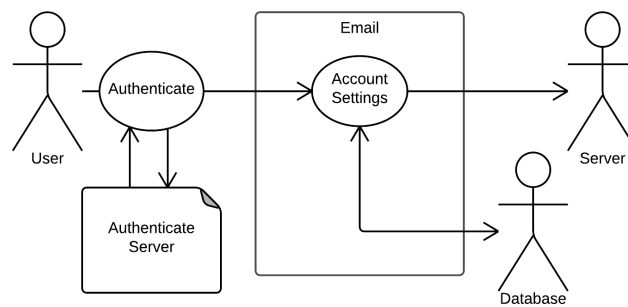 Email
Authenticate
Account
Settings
User
Server
Authenticate
Server
Database